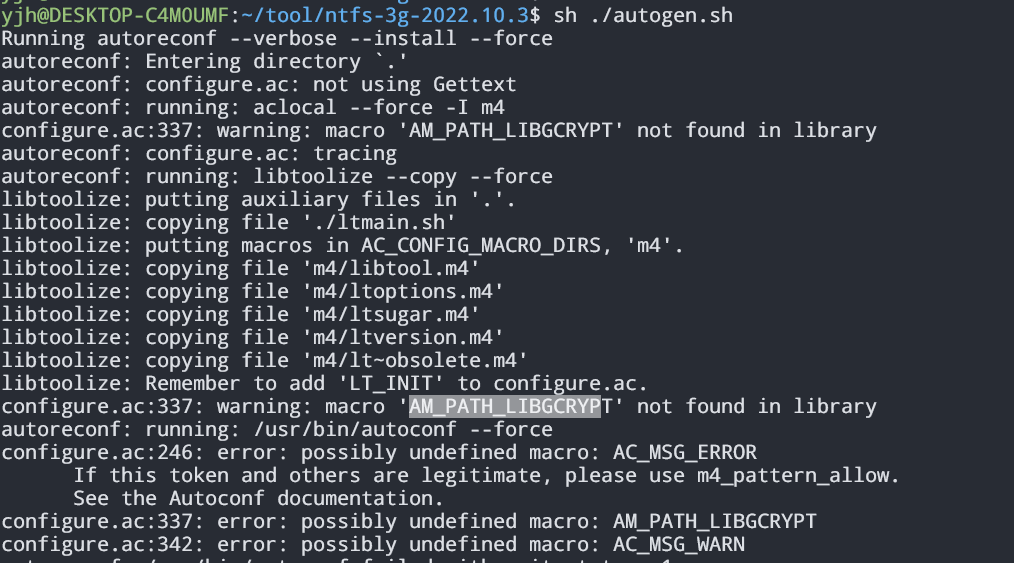 yjh@DESKTOP-C4M0UMF:~/tool/ntfs-3g-2022.10.3$ sh ./autogen.sh
Running autoreconf --verbose --install --force
autoreconf: Entering directory `.'
autoreconf: configure.ac: not using Gettext
autoreconf: running: aclocal --force -I m4
configure.ac:337: warning: macro 'AM_PATH_LIBGCRYPT' not found in library
autoreconf: configure.ac: tracing
autoreconf: running: libtoolize --copy --force
libtoolize: putting auxiliary files in '.'.
libtoolize: copying file './ltmain.sh'
libtoolize: putting macros in AC_CONFIG_MACRO_DIRS, 'm4'.
libtoolize: copying file 'm4/libtool.m4'
libtoolize: copying file 'm4/ltoptions.m4'
libtoolize: copying file 'm4/ltsugar.m4'
libtoolize: copying file 'm4/ltversion.m4'
libtoolize: copying file 'm4/lt~obsolete.m4'
libtoolize: Remember to add 'LT_INIT' to configure.ac.
configure.ac:337: warning: macro 'AM_PATH_LIBGCRYPT' not found in library
autoreconf: running: /usr/bin/autoconf --force
configure.ac:246: error: possibly undefined macro: AC_MSG_ERROR
      If this token and others are legitimate, please use m4_pattern_allow.
      See the Autoconf documentation.
configure.ac:337: error: possibly undefined macro: AM_PATH_LIBGCRYPT
configure.ac:342: error: possibly undefined macro: AC_MSG_WARN